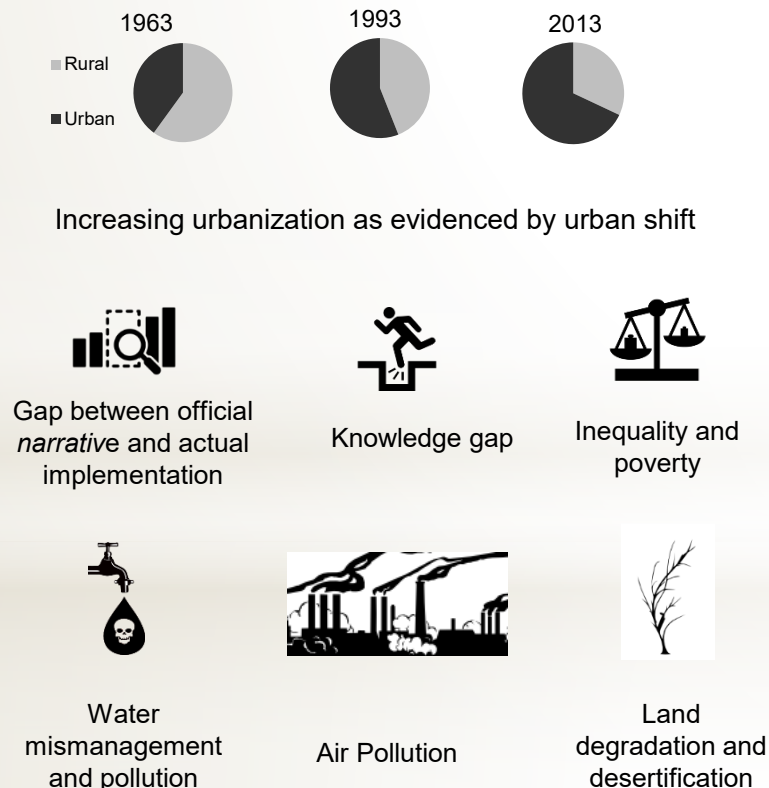 1963
1993
2013
Rural
Urban
Increasing urbanization as evidenced by urban shift
Gap between official
narrative and actual
implementation
Knowledge gap
Inequality and
poverty
Water
mismanagement
and pollution
Air Pollution
Land
degradation and
desertification